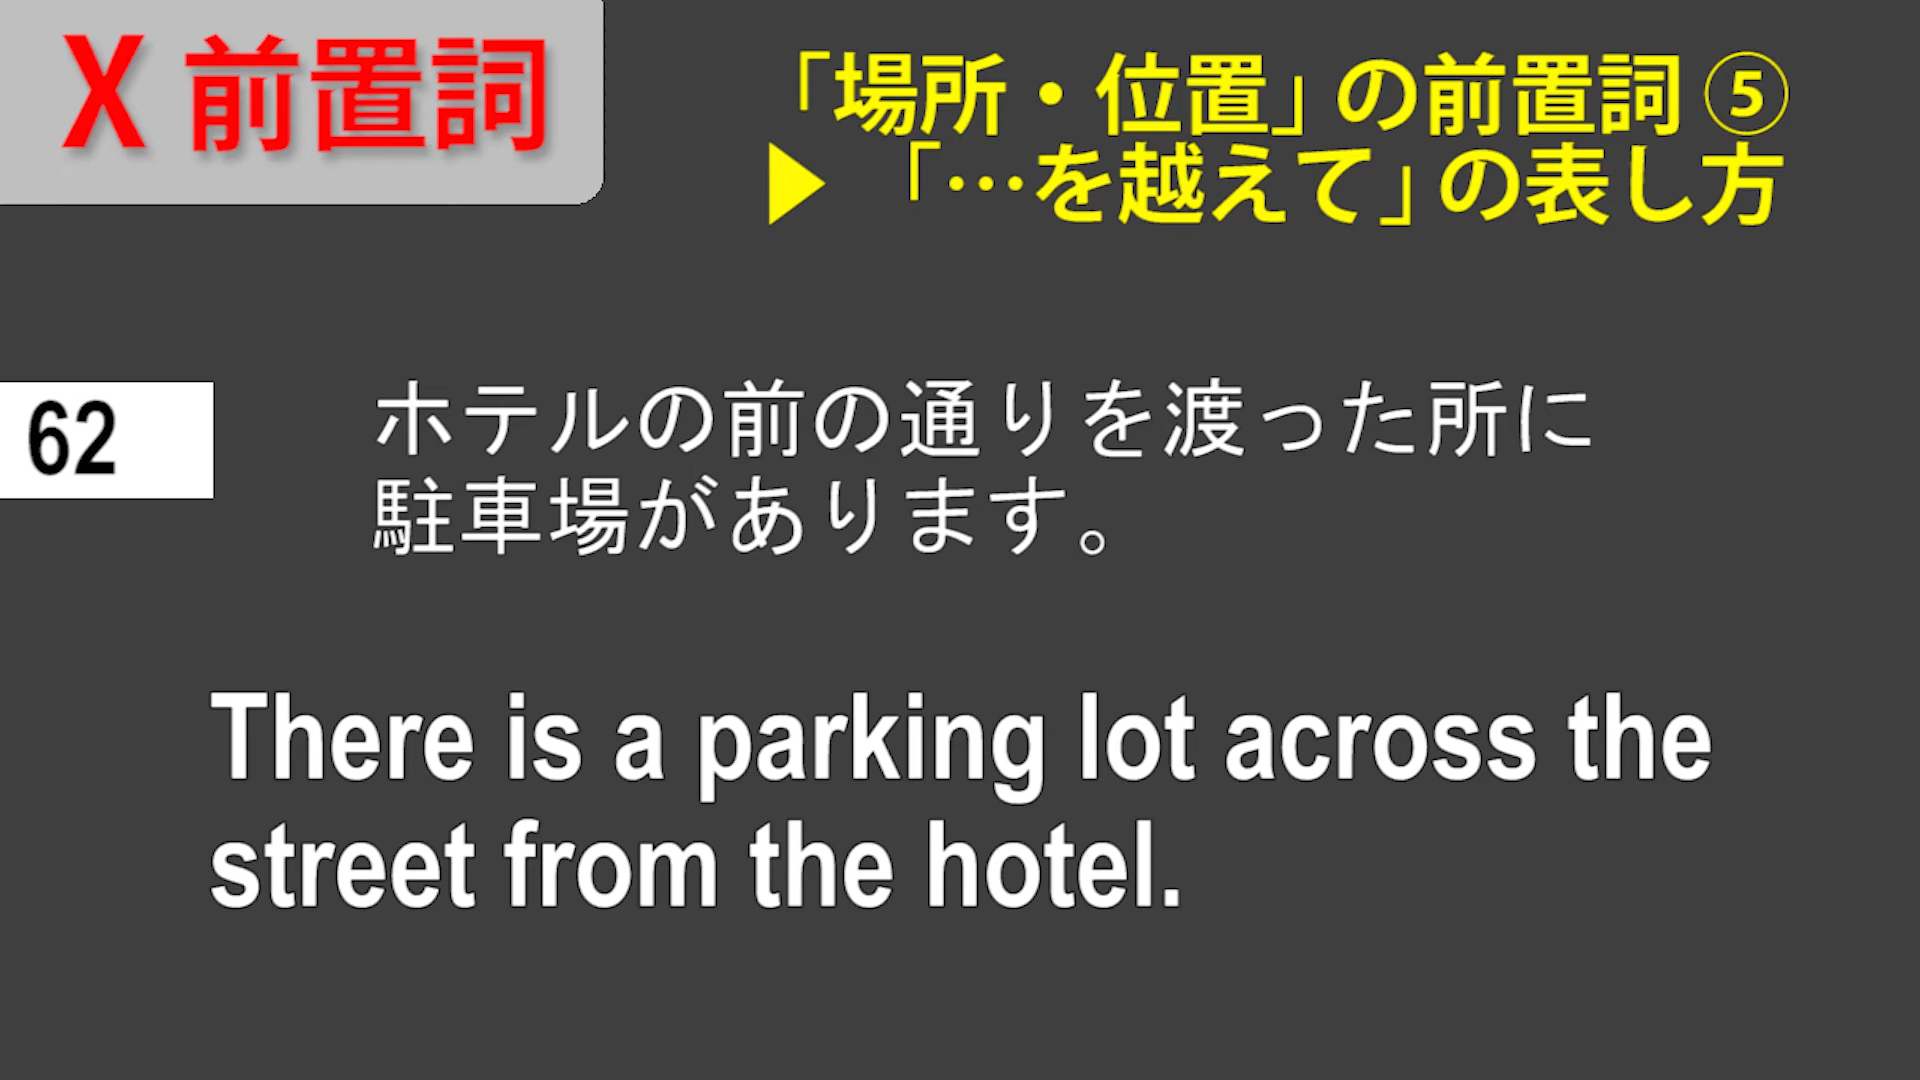 X 前置詞
「場所・位置」の前置詞⑤
▶ 「…を越えて」の表し方
62
ホテルの前の通りを渡った所に
駐車場があります。
There is a parking lot across the
street from the hotel.